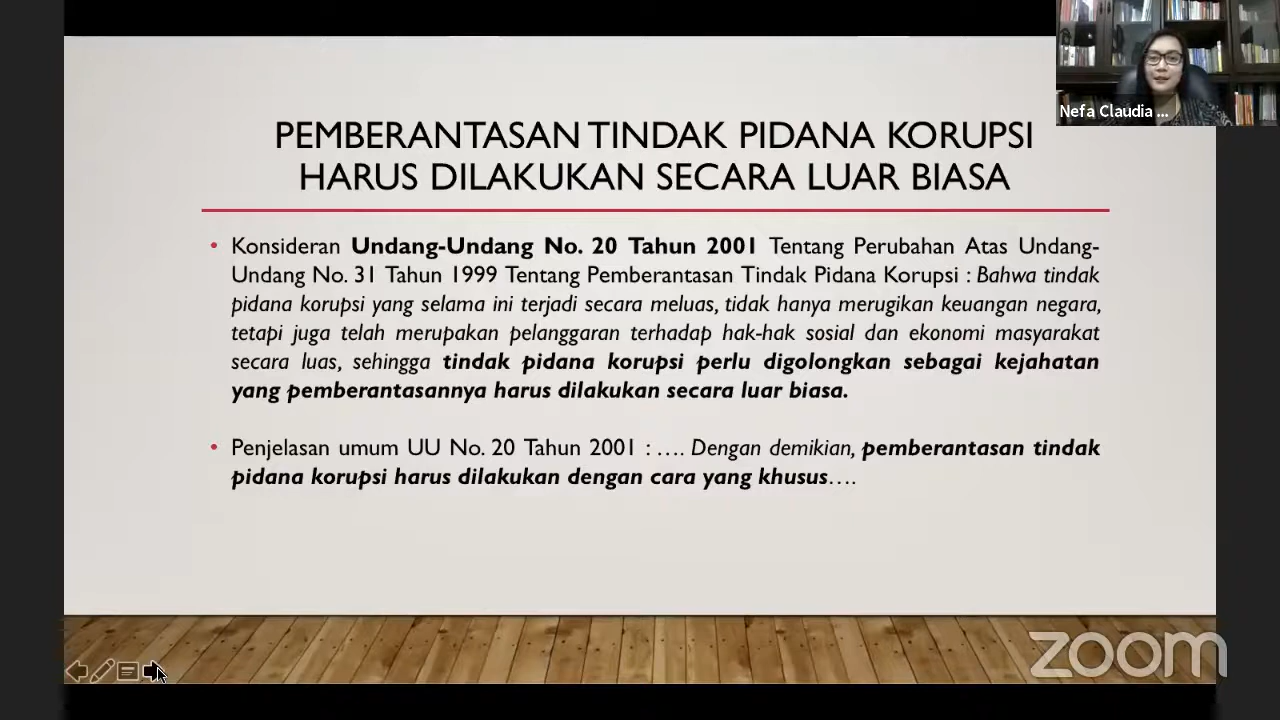 Nefa Claudia ...
PEMBERANTASAN TINDAK PIDANA KORUPSI
HARUS DILAKUKAN SECARA LUAR BIASA
• Konsideran Undang-Undang No. 20 Tahun 2001 Tentang Perubahan Atas Undang-
Undang No. 31 Tahun 1999 Tentang Pemberantasan Tindak Pidana Korupsi : Bahwa tindak
pidana korupsi yang selama ini terjadi secara meluas, tidak hanya merugikan keuangan negara,
tetapi juga telah merupakan pelanggaran terhadap hak-hak sosial dan ekonomi masyarakat
secara luas, sehingga tindak pidana korupsi perlu digolongkan sebagai kejahatan
yang pemberantasannya harus dilakukan secara luar biasa.
• Penjelasan umum UU No. 20 Tahun 2001 : …. Dengan demikian, pemberantasan tindak
pidana korupsi harus dilakukan dengan cara yang khusus….
zoom